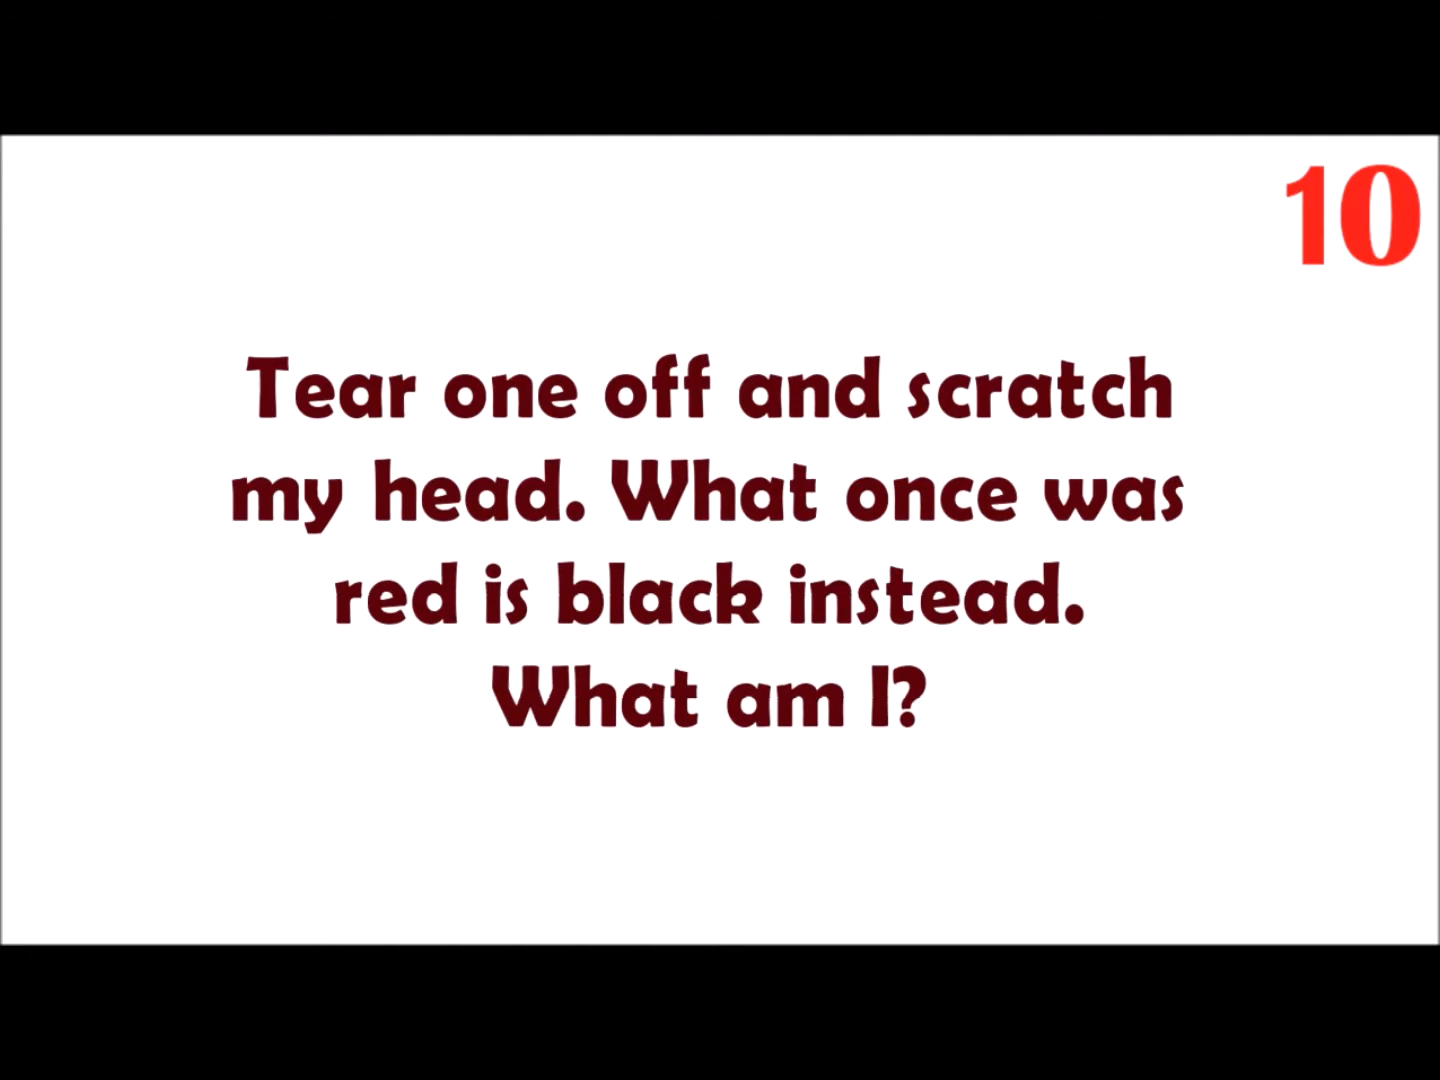 10
Tear one off and scratch
my head. What once was
red is black instead.
What am I?